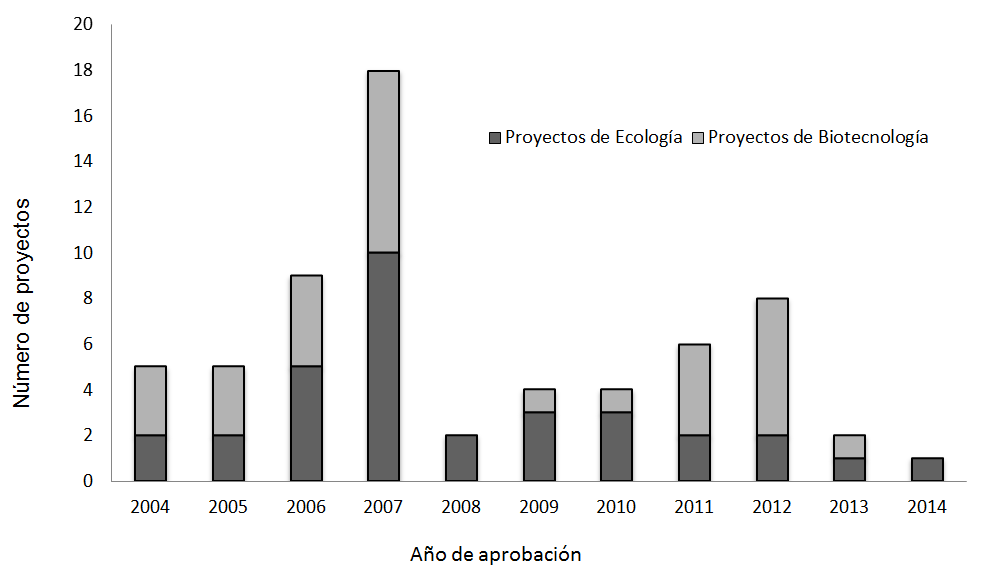 20
18
16
14
12
10
8
6
4
2
0
Número de proyectos
Proyectos de Ecología Proyectos de Biotecnología
2004 2005 2006 2007 2008 2009 2010 2011 2012 2013 2014
Año de aprobación